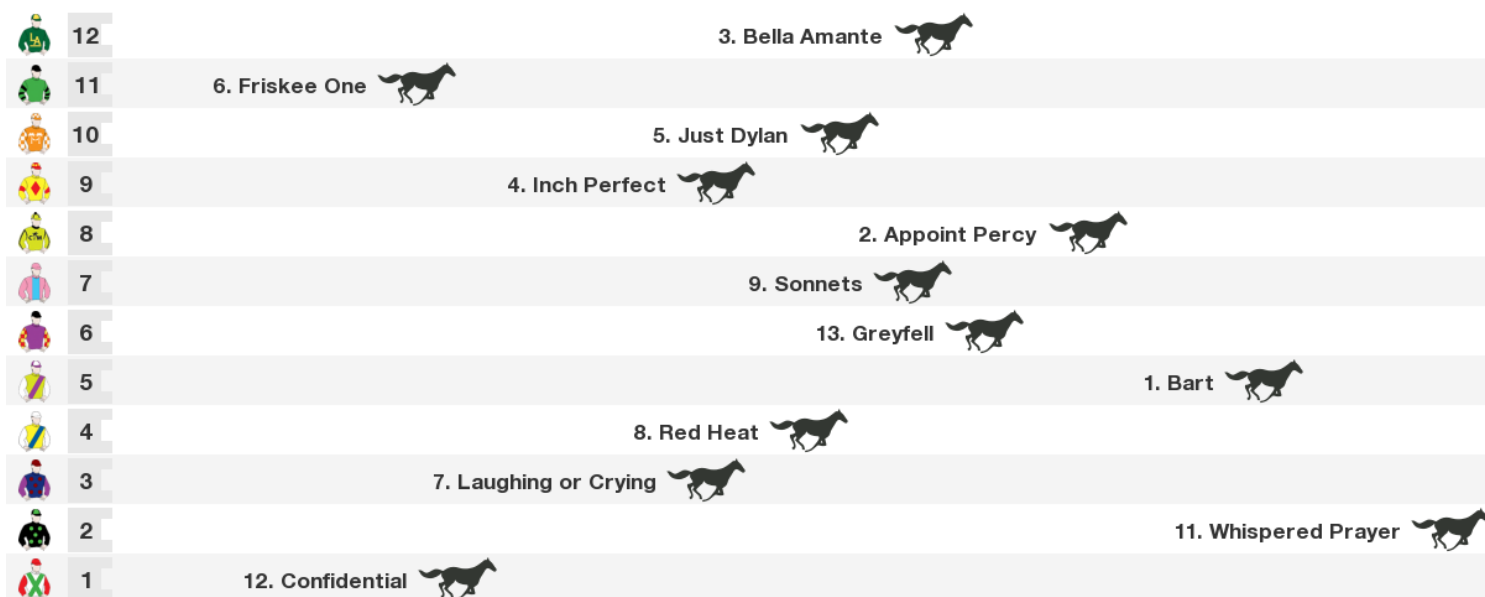 12 3. Bella Amante
11 6. Friskee One
10 5. Just Dylan
9 4. Inch Perfect
8 2. Appoint Percy
7 9. Sonnets
6 13. Greyfell
5 1. Bart
4 8. Red Heat
3 7. Laughing or Crying
2 11. Whispered Prayer
1 12. Confidential